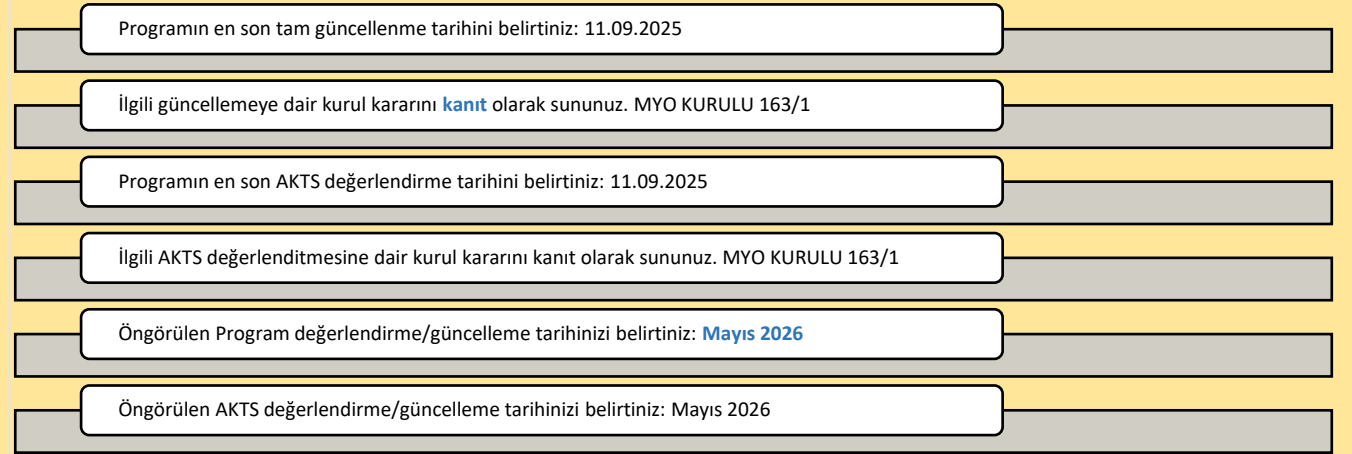 Programın en son tam güncellenme tarihini belirtiniz: 11.09.2025
İlgili güncellemeye dair kurul kararını kanıt olarak sununuz. MYO KURULU 163/1
Programın en son AKTS değerlendirme tarihini belirtiniz: 11.09.2025
İlgili AKTS değerlenditmesine dair kurul kararını kanıt olarak sununuz. MYO KURULU 163/1
Öngörülen Program değerlendirme/güncelleme tarihinizi belirtiniz: Mayıs 2026
Öngörülen AKTS değerlendirme/güncelleme tarihinizi belirtiniz: Mayıs 2026